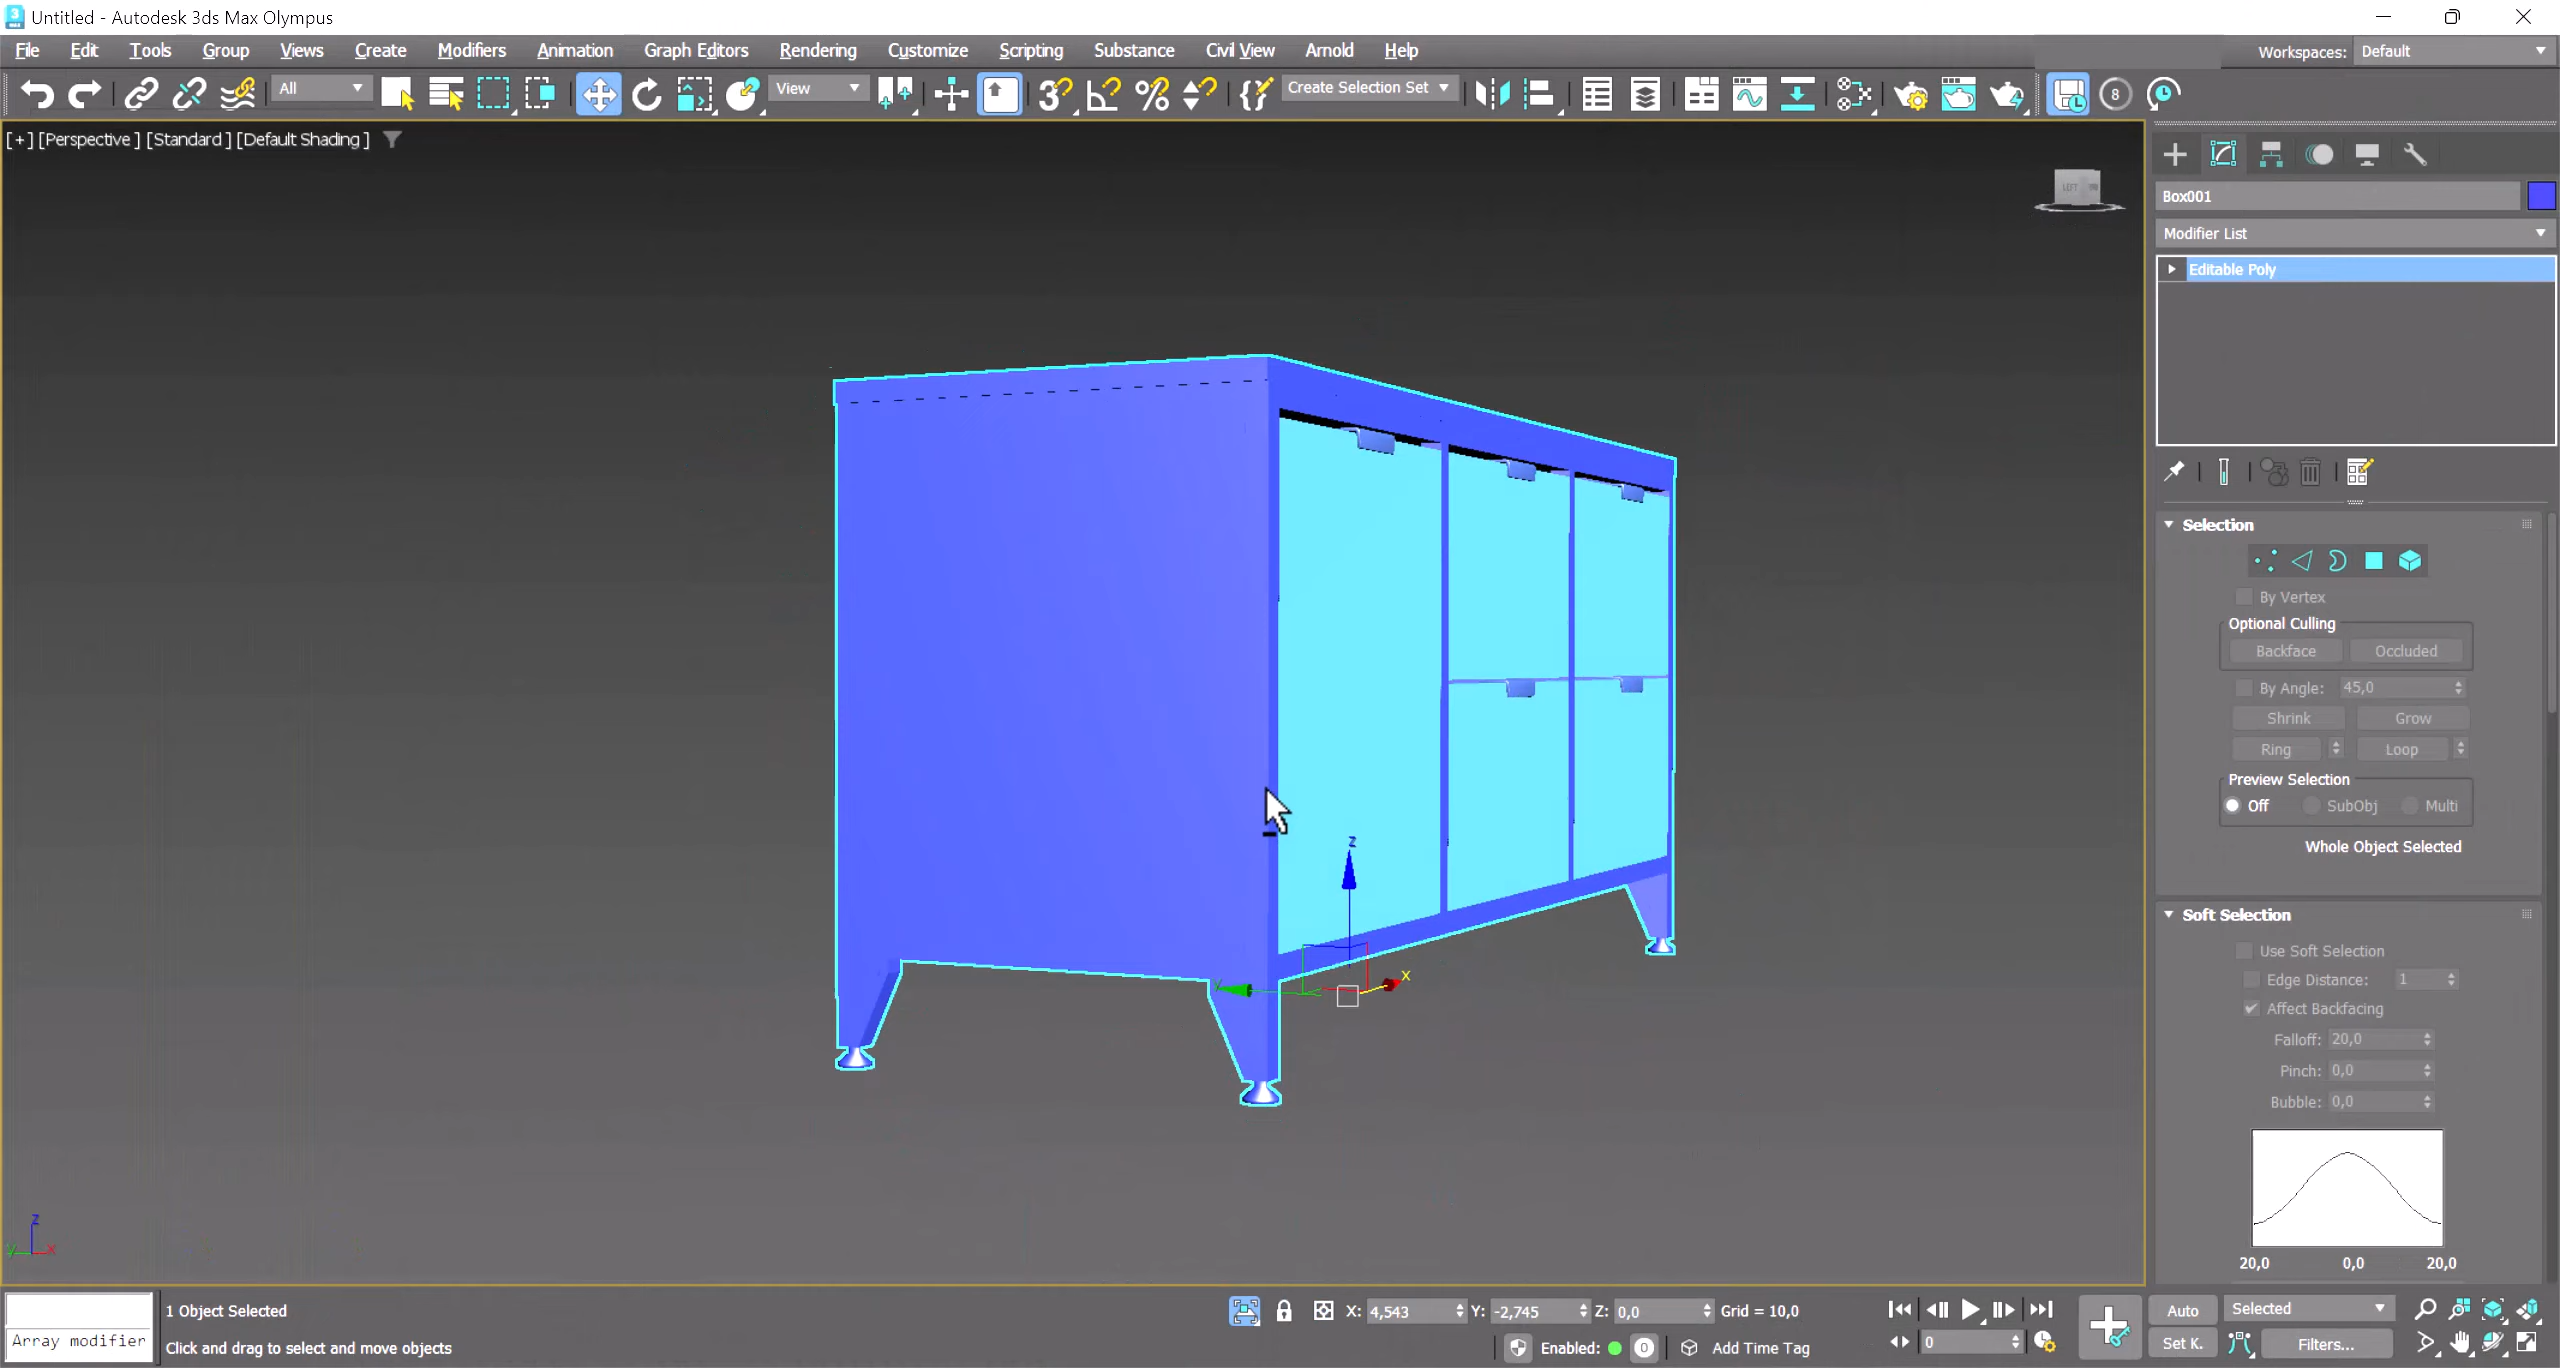 Untitled - Autodesk 3ds Max Olympus
File Edit Tools Group Views Create Modifiers Animation Graph Editors Rendering Customize Scripting Substance Civil View Arnold Help
Workspaces: Default
All View Create Selection Set 8
[+] [Perspective ] [Standard ] [Default Shading ]
LEFT
Box001
Modifier List
Editable Poly
Selection
By Vertex
Optional Culling
Backface Occluded
By Angle: 45,0
Shrink Grow
Ring Loop
Preview Selection
Off SubObj Multi
Whole Object Selected
Soft Selection
Use Soft Selection
Edge Distance: 1
Affect Backfacing
Falloff: 20,0
Pinch: 0,0
Bubble: 0,0
20,0 0,0 20,0
z
y x
z
y x
1 Object Selected
X: 4,543 Y: -2,745 Z: 0,0 Grid = 10,0
Auto Selected
Array modifier
Click and drag to select and move objects
Enabled: 0 Add Time Tag
0
Set K. Filters...